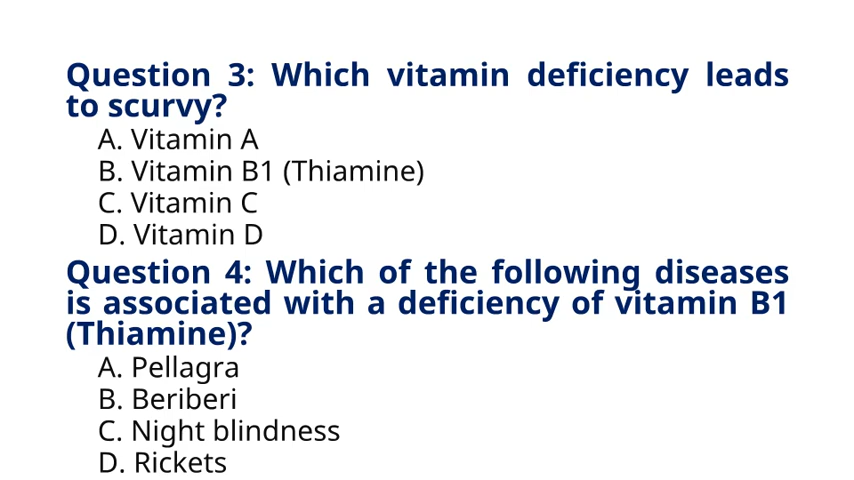 Question 3: Which vitamin deficiency leads
to scurvy?
A. Vitamin A
B. Vitamin B1 (Thiamine)
C. Vitamin C
D. Vitamin D
Question 4: Which of the following diseases
is associated with a deficiency of vitamin B1
(Thiamine)?
A. Pellagra
B. Beriberi
C. Night blindness
D. Rickets